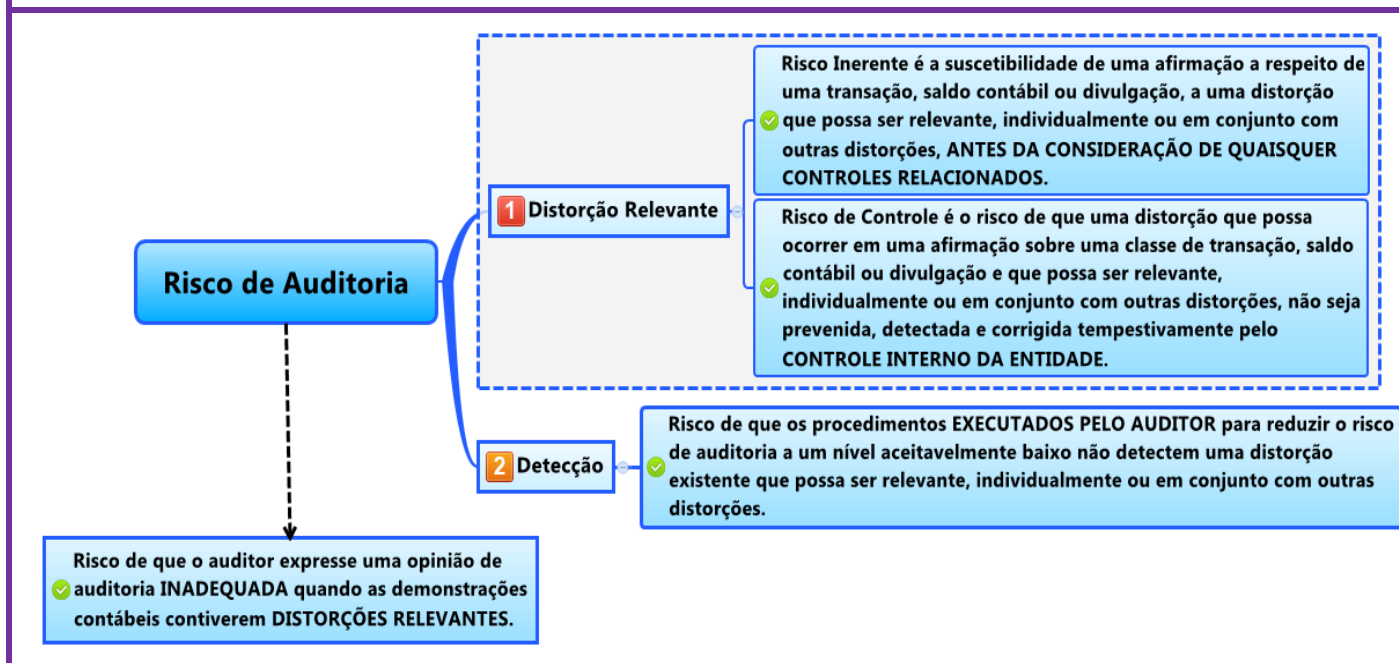 Risco de Auditoria
1 Distorção Relevante
Risco Inerente é a suscetibilidade de uma afirmação a respeito de
uma transação, saldo contábil ou divulgação, a uma distorção
que possa ser relevante, individualmente ou em conjunto com
outras distorções, ANTES DA CONSIDERAÇÃO DE QUAISQUER
CONTROLES RELACIONADOS.
Risco de Controle é o risco de que uma distorção que possa
ocorrer em uma afirmação sobre uma classe de transação, saldo
contábil ou divulgação e que possa ser relevante,
individualmente ou em conjunto com outras distorções, não seja
prevenida, detectada e corrigida tempestivamente pelo
CONTROLE INTERNO DA ENTIDADE.
2 Detecção
Risco de que os procedimentos EXECUTADOS PELO AUDITOR para reduzir o risco
de auditoria a um nível aceitavelmente baixo não detectem uma distorção
existente que possa ser relevante, individualmente ou em conjunto com outras
distorções.
Risco de que o auditor expresse uma opinião de
auditoria INADEQUADA quando as demonstrações
contábeis contiverem DISTORÇÕES RELEVANTES.